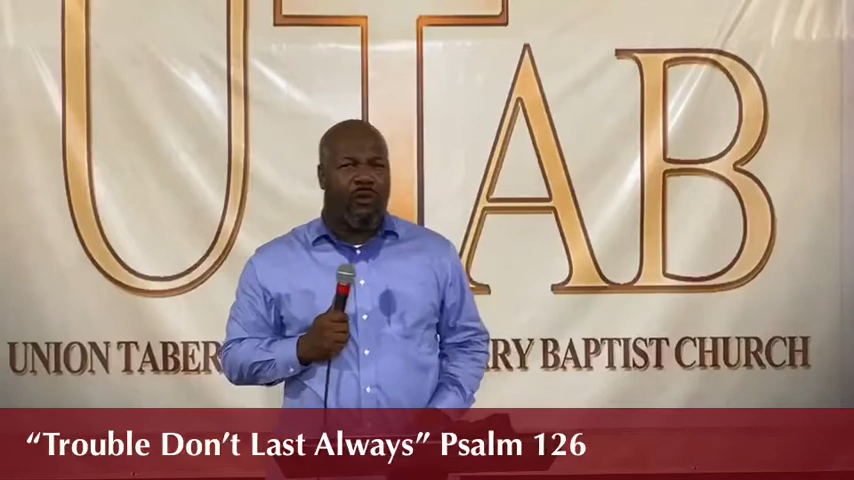 UTAB
UNION TABER RY BAPTIST CHURCH
“Trouble Don’t Last Always” Psalm 126